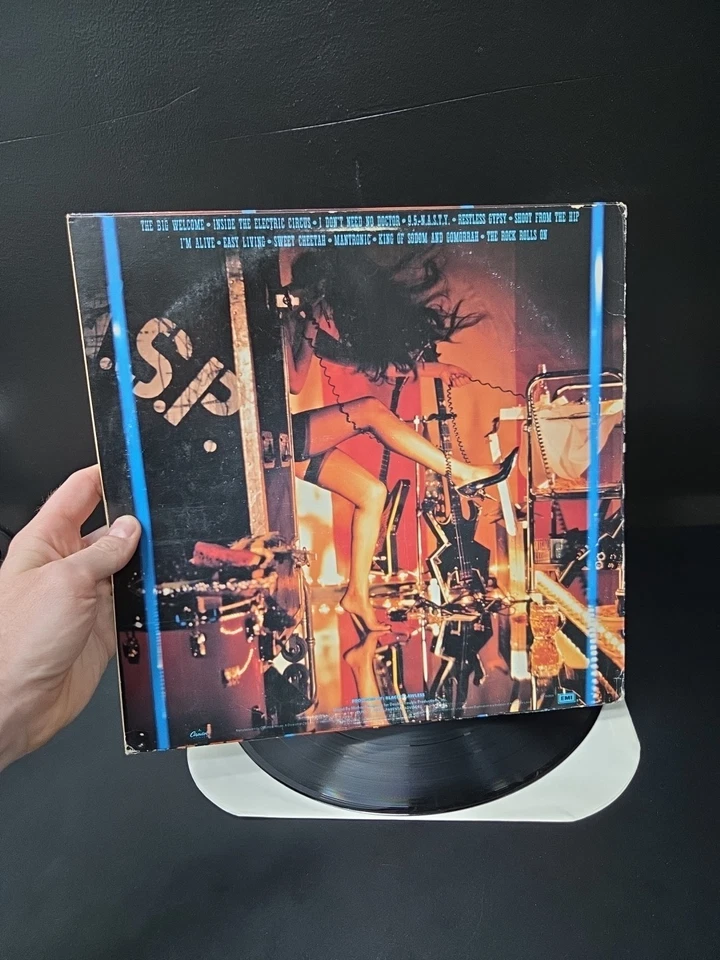 THE BIG WELCOME • INSIDE THE ELECTRIC CIRCUS • I DON'T NEED NO DOCTOR • 9.5.-N.A.S.T.Y. • RESTLESS GYPSY • SHOOT FROM THE HIP
I'M ALIVE • EASY LIVING • SWEET CHEETAH • MANTRONIC • KING OF SODOM AND GOMORRAH • THE ROCK ROLLS ON
.S.P.
EMI
Capitol